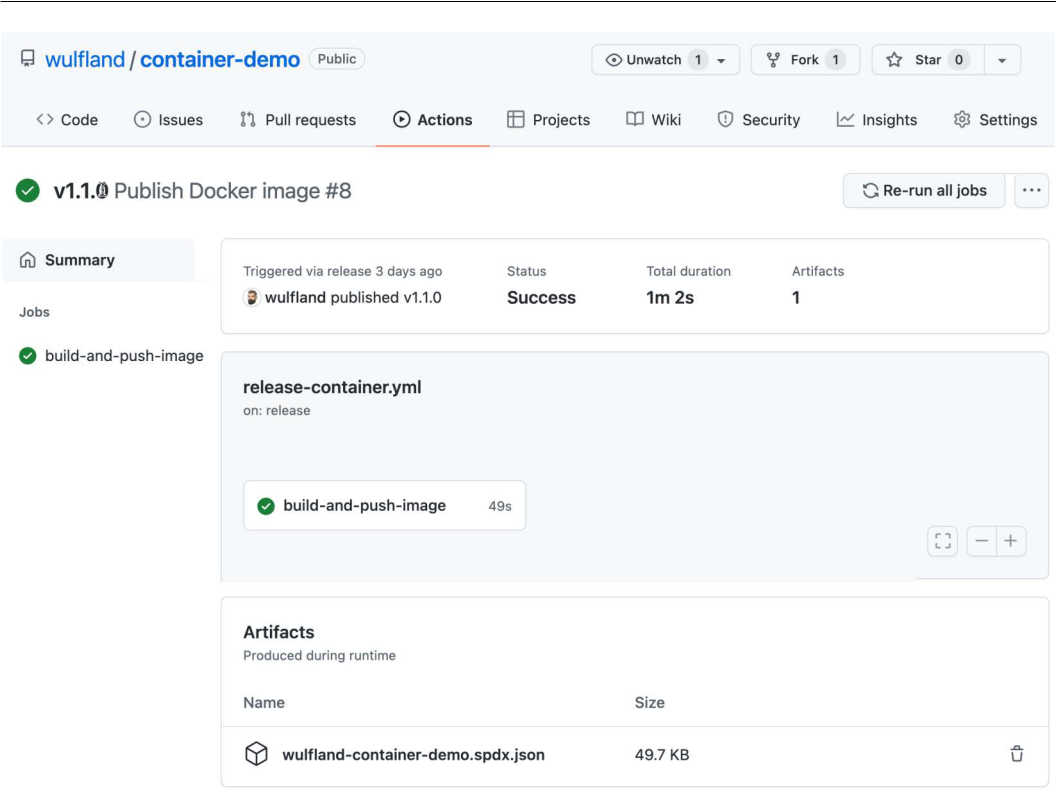 wulfland / container-demo Public Unwatch 1 Fork 1 Star 0
Code Issues Pull requests Actions Projects Wiki Security Insights Settings
v1.1.0 Publish Docker image #8 Re-run all jobs ...
Summary
Jobs
build-and-push-image
Triggered via release 3 days ago Status Total duration Artifacts
wulfland published v1.1.0 Success 1m 2s 1
release-container.yml
on: release
build-and-push-image 49s
Artifacts
Produced during runtime
Name Size
wulfland-container-demo.spdx.json 49.7 KB